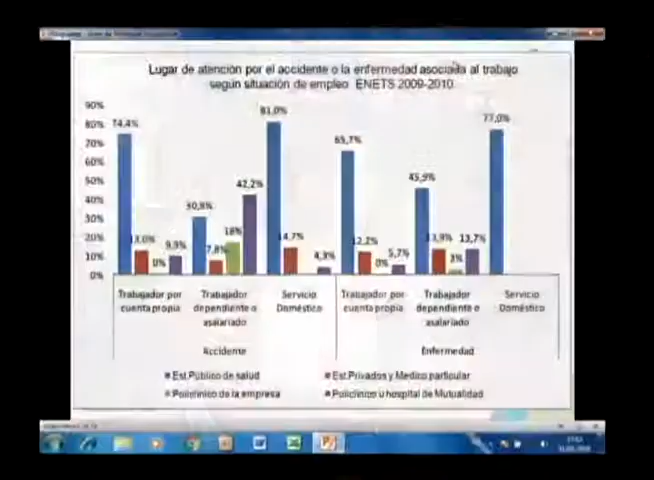 Lugar de atención por el accidente o la enfermedad asociada al trabajo
según situación de empleo ENETS 2009-2010
90%
80%
70%
60%
50%
40%
30%
20%
10%
0%
74,4%
13,0%
0%
9,9%
30,8%
7,8%
18%
42,2%
81,0%
14,7%
4,3%
65,7%
12,2%
0%
5,7%
45,9%
13,9%
3%
13,7%
77,0%
Trabajador por cuenta propia
Trabajador dependiente o asalariado
Servicio Doméstico
Trabajador por cuenta propia
Trabajador dependiente o asalariado
Servicio Doméstico
Accidente
Enfermedad
Est.Público de salud
Est.Privados y Medico particular
Policlínico de la empresa
Policlínico u hospital de Mutualidad